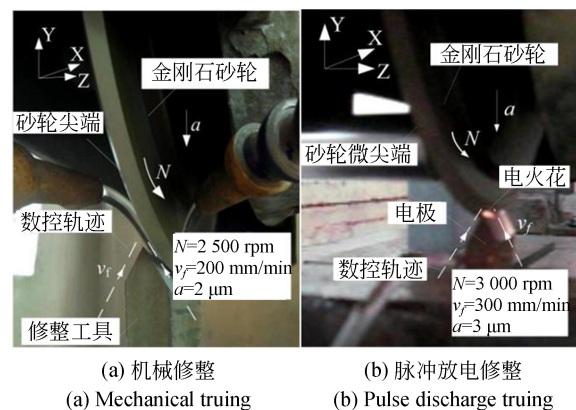 Y
X
Z
金刚石砂轮
a
砂轮尖端
N
数控轨迹
vf
N=2 500 rpm
vf=200 mm/min
a=2 μm
修整工具
Y
X
Z
金刚石砂轮
a
砂轮微尖端
N
电火花
电极
vf
数控轨迹
N=3 000 rpm
vf=300 mm/min
a=3 μm
(a) 机械修整
(b) 脉冲放电修整
(a) Mechanical truing
(b) Pulse discharge truing